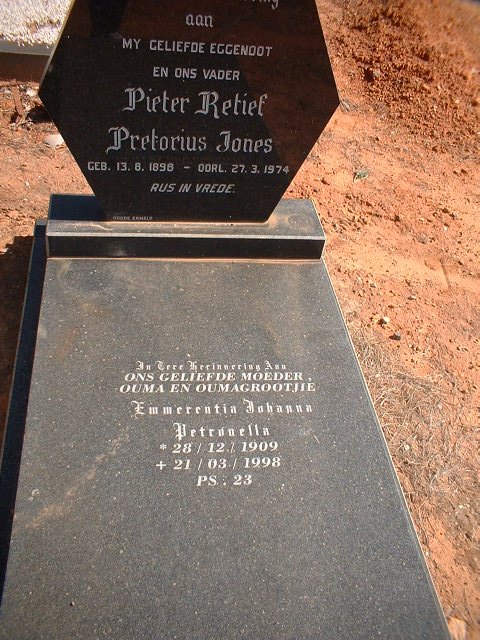 aan
MY GELIEFDE EGGENOOT
EN ONS VADER
Pieter Retief
Pretorius Jones
GEB. 13. 8. 1898 - OORL. 27. 3. 1974
RUS IN VREDE.
In Tere Herinnering Aan
ONS GELIEFDE MOEDER,
OUMA EN OUMAGROOTJIE
Emmerentia Johanna
Petronella
* 28 / 12 / 1909
+ 21 / 03 / 1998
PS . 23